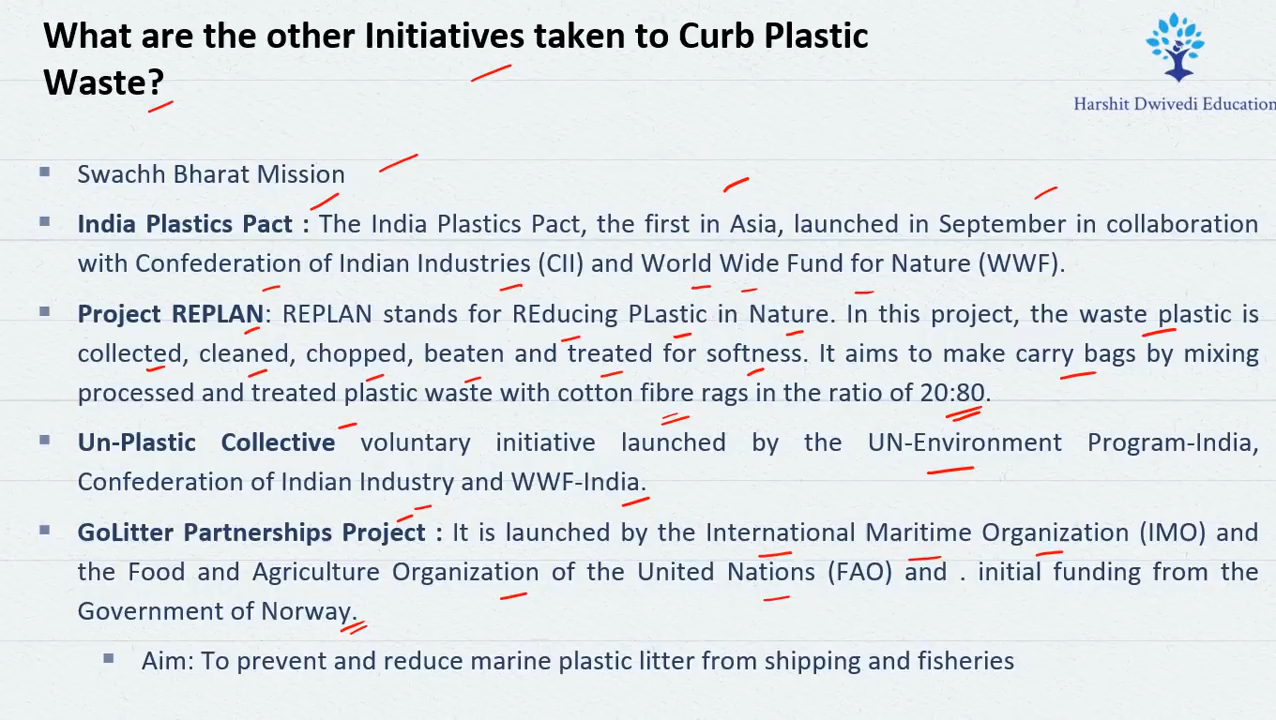 What are the other Initiatives taken to Curb Plastic
Waste?
Harshit Dwivedi Education
Swachh Bharat Mission
India Plastics Pact : The India Plastics Pact, the first in Asia, launched in September in collaboration
with Confederation of Indian Industries (CII) and World Wide Fund for Nature (WWF).
Project REPLAN: REPLAN stands for REducing PLastic in Nature. In this project, the waste plastic is
collected, cleaned, chopped, beaten and treated for softness. It aims to make carry bags by mixing
processed and treated plastic waste with cotton fibre rags in the ratio of 20:80.
Un-Plastic Collective voluntary initiative launched by the UN-Environment Program-India,
Confederation of Indian Industry and WWF-India.
GoLitter Partnerships Project : It is launched by the International Maritime Organization (IMO) and
the Food and Agriculture Organization of the United Nations (FAO) and . initial funding from the
Government of Norway.
Aim: To prevent and reduce marine plastic litter from shipping and fisheries